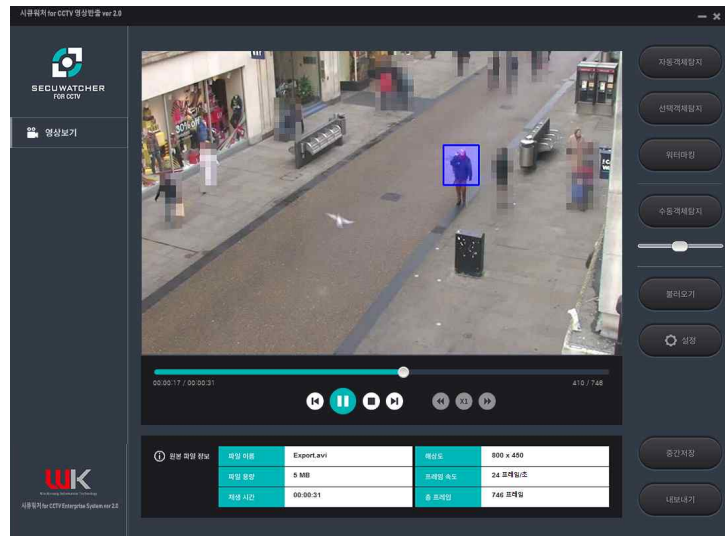 시큐워처 for CCTV 영상반출 ver 2.0
SECUWATCHER
FOR CCTV
영상보기
30% off
자동객체탐지
선택객체탐지
워터마킹
수동객체탐지
불러오기
설정
00:00:17 / 00:00:31
410 / 746
X1
원본 파일 정보
파일 이름 Export.avi 해상도 800 x 450
파일 용량 5 MB 프레임 속도 24 프레임/초
재생 시간 00:00:31 총 프레임 746 프레임
중간저장
내보내기
시큐워처 for CCTV Enterprise System ver 2.0